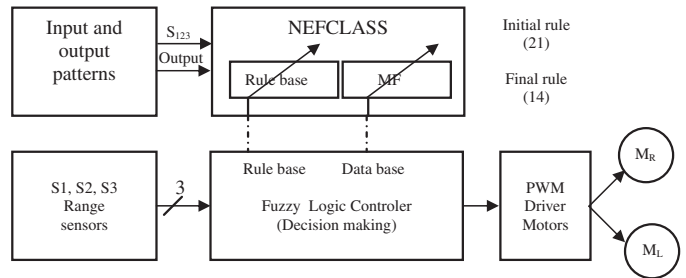 Input and
output
patterns
S123
Output
NEFCLASS
Rule base
MF
Initial rule
(21)
Final rule
(14)
S1, S2, S3
Range
sensors
3
Rule base
Data base
Fuzzy Logic Controler
(Decision making)
PWM
Driver
Motors
MR
ML